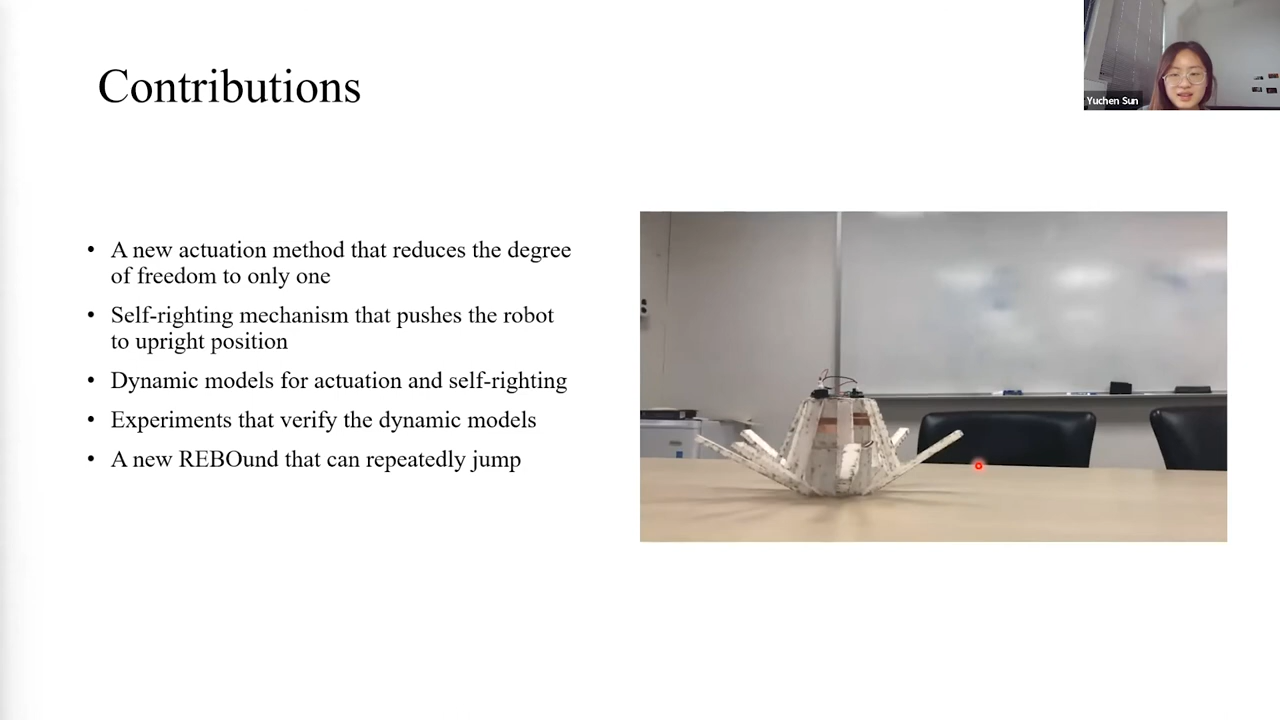 Contributions
Yuchen Sun
• A new actuation method that reduces the degree
of freedom to only one
• Self-righting mechanism that pushes the robot
to upright position
• Dynamic models for actuation and self-righting
• Experiments that verify the dynamic models
• A new REBOund that can repeatedly jump